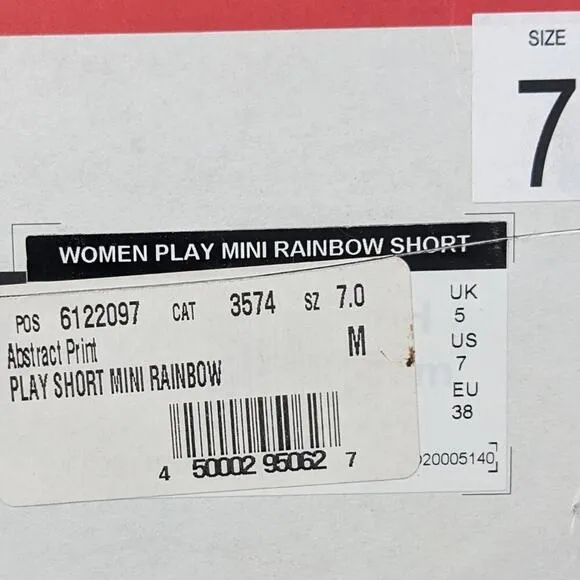 SIZE
7
WOMEN PLAY MINI RAINBOW SHORT
POS 6122097 CAT 3574 SZ 7.0
Abstract Print M
PLAY SHORT MINI RAINBOW
4 50002 95062 7
UK
5
US
7
EU
38
20005140